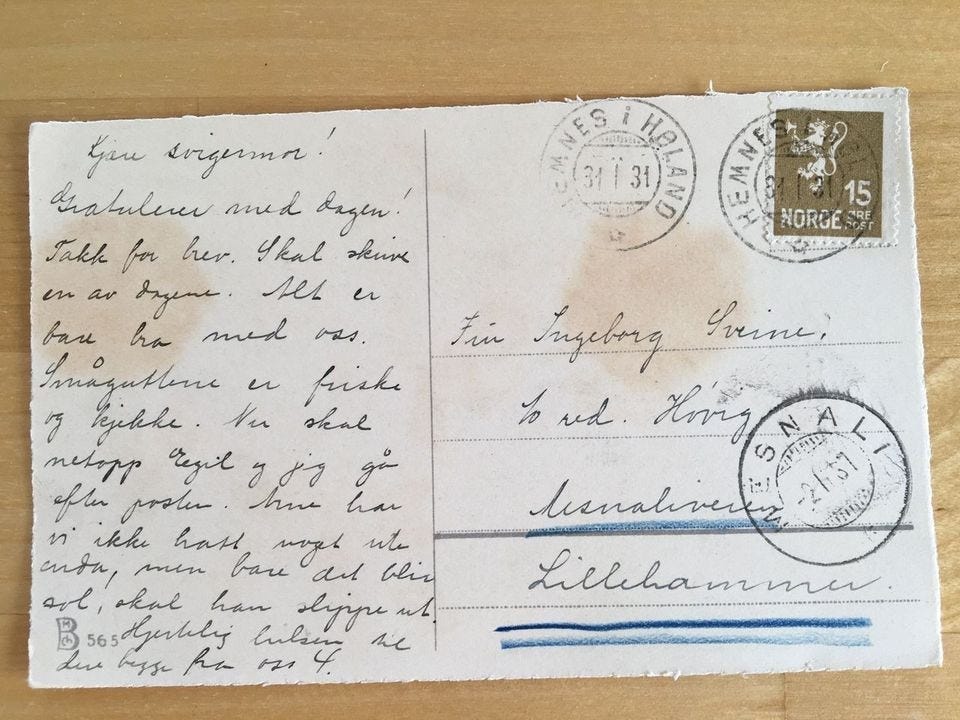 Kjære svigermor!
Gratulerer med dagen!
Takk for brev. Skal skrive
en av dagene. Alt er
bare bra med oss.
Småguttene er friske
og kjekke. Nu skal
netopp Egil og jeg gå
efter posten. Arne har
vi ikke hatt noget ute
enda, men bare det blir
sol, skal han slippe ut.
Hjertelig hilsen til
Dere begge fra oss 4.
B 565
HEMNES i HØLAND
31 I 31
HEMNES i
31 I 31
15
NORGE ØRE
POST
Fru Ingeborg Sveine,
red. Høvig
Mesnaliveien
Lillehammer.
MESNALI
-2 II 31